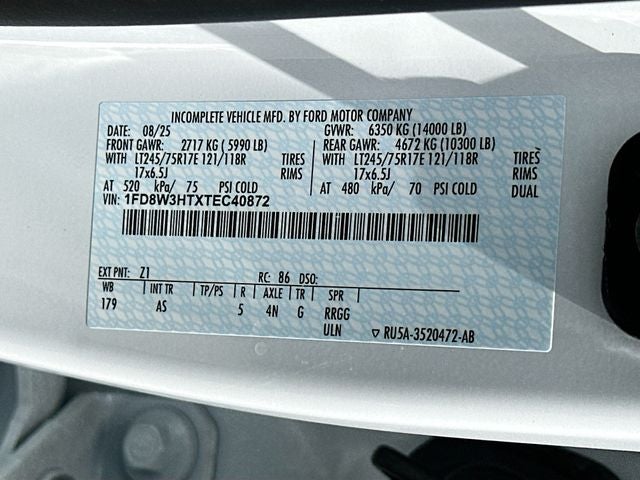 INCOMPLETE VEHICLE MFD. BY FORD MOTOR COMPANY
DATE: 08/25 GVWR: 6350 KG (14000 LB)
FRONT GAWR: 2717 KG ( 5990 LB) REAR GAWR: 4672 KG (10300 LB)
WITH LT245/75R17E 121/118R TIRES WITH LT245/75R17E 121/118R TIRES
17x6.5J RIMS 17x6.5J RIMS
AT 520 kPa/ 75 PSI COLD AT 480 kPa/ 70 PSI COLD DUAL
VIN: 1FD8W3HTXTEC40872
EXT PNT: Z1 RC: 86 DSO:
WB INT TR TP/PS R AXLE TR SPR
179 AS 5 4N G RRGG
ULN RU5A-3520472-AB